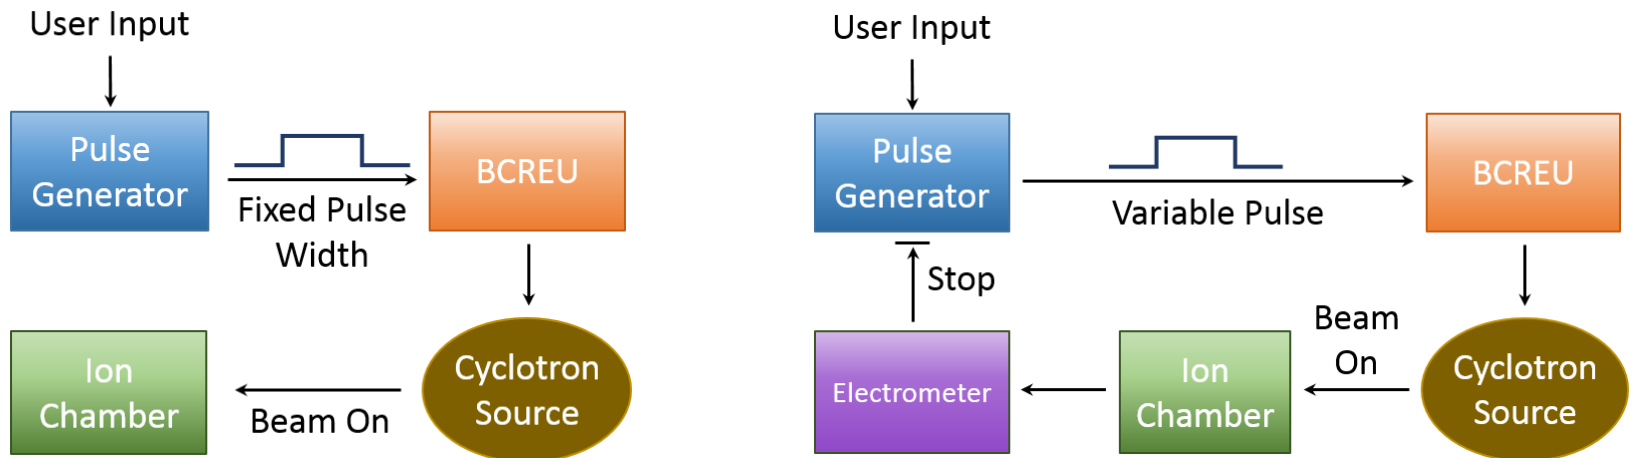 User Input
Pulse
Generator
Fixed Pulse
Width
BCREU
Cyclotron
Source
Beam On
Ion
Chamber
User Input
Pulse
Generator
Variable Pulse
BCREU
Cyclotron
Source
Beam
On
Ion
Chamber
Electrometer
Stop